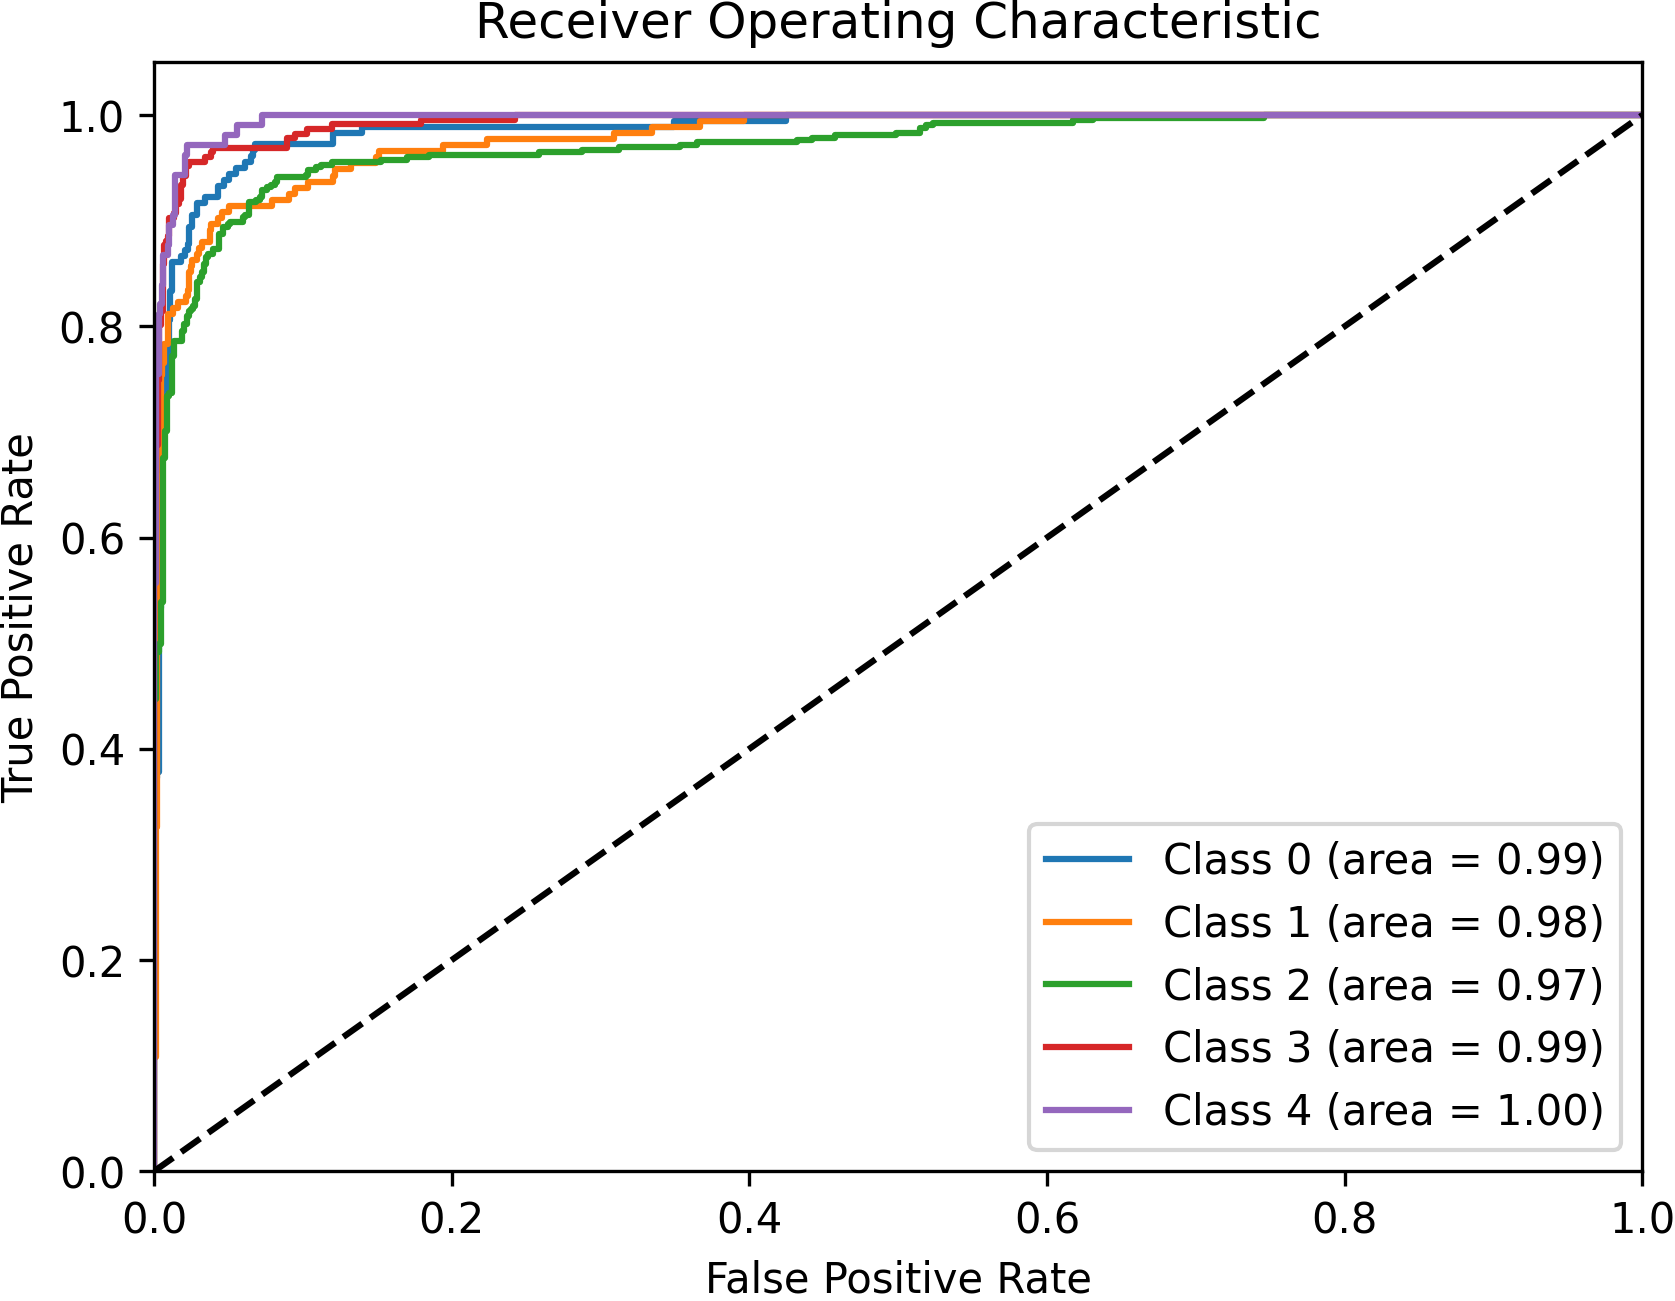 Receiver Operating Characteristic
True Positive Rate
1.0
0.8
0.6
0.4
0.2
0.0
Class 0 (area = 0.99)
Class 1 (area = 0.98)
Class 2 (area = 0.97)
Class 3 (area = 0.99)
Class 4 (area = 1.00)
0.0 0.2 0.4 0.6 0.8 1.0
False Positive Rate